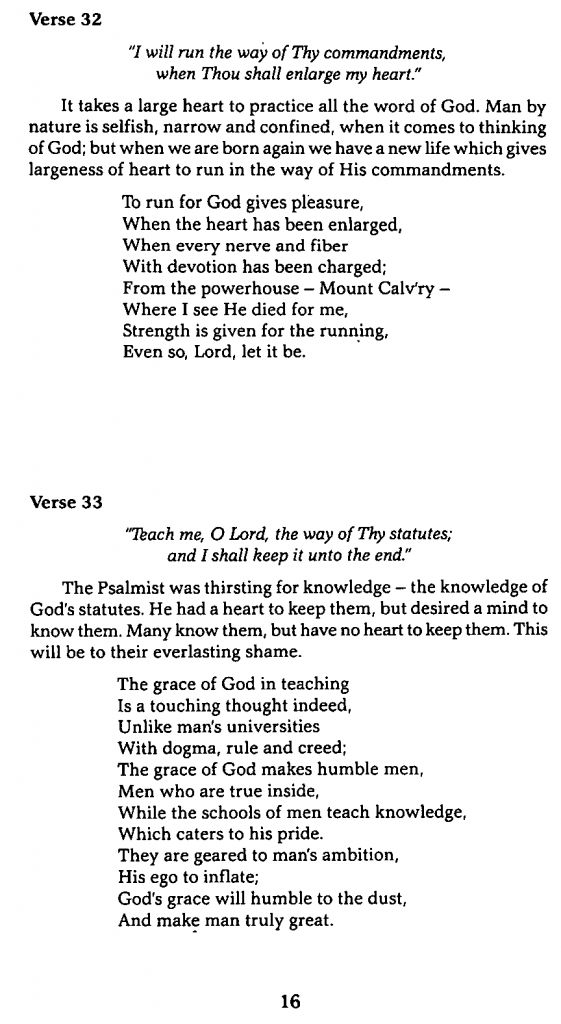 Verse 32
"I will run the way of Thy commandments,
when Thou shall enlarge my heart."
It takes a large heart to practice all the word of God. Man by
nature is selfish, narrow and confined, when it comes to thinking
of God; but when we are born again we have a new life which gives
largeness of heart to run in the way of His commandments.
To run for God gives pleasure,
When the heart has been enlarged,
When every nerve and fiber
With devotion has been charged;
From the powerhouse – Mount Calv'ry –
Where I see He died for me,
Strength is given for the running,
Even so, Lord, let it be.
Verse 33
"Teach me, O Lord, the way of Thy statutes;
and I shall keep it unto the end."
The Psalmist was thirsting for knowledge – the knowledge of
God's statutes. He had a heart to keep them, but desired a mind to
know them. Many know them, but have no heart to keep them. This
will be to their everlasting shame.
The grace of God in teaching
Is a touching thought indeed,
Unlike man's universities
With dogma, rule and creed;
The grace of God makes humble men,
Men who are true inside,
While the schools of men teach knowledge,
Which caters to his pride.
They are geared to man's ambition,
His ego to inflate;
God's grace will humble to the dust,
And make man truly great.
16